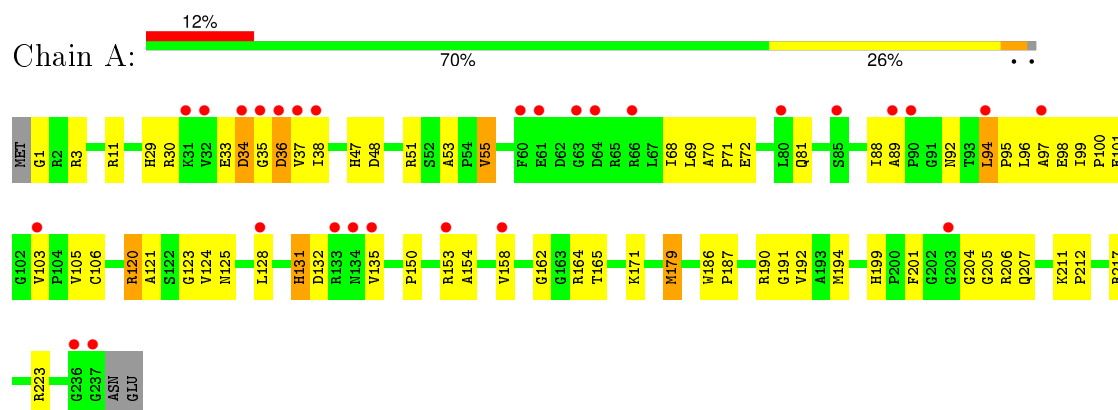 12%
Chain A:
70% 26% • •
MET G1 R2 R3 R11 H29 R30 K31 V32 E33 D34 G35 D36 V37 I38 H47 D48 R51 S52 A53 P54 V55 F60 E61 D62 G63 D64 R65 R66 L67 I68 L69 A70 P71 E72 L80 Q81 S85 I88 A89 P90 G91 N92 T93 L94 P95 L96 A97 E98 I99 P100
G102 V103 P104 V105 C106 R120 A121 S122 G123 V124 N125 L128 H131 D132 R133 N134 V135 P150 R153 A154 V158 G162 G163 R164 T165 K171 M179 W186 P187 R190 G191 V192 A193 M194 H199 P200 F201 G202 G203 G204 G205 R206 Q207 K211 P212
R223 G236 G237 ASN GLU